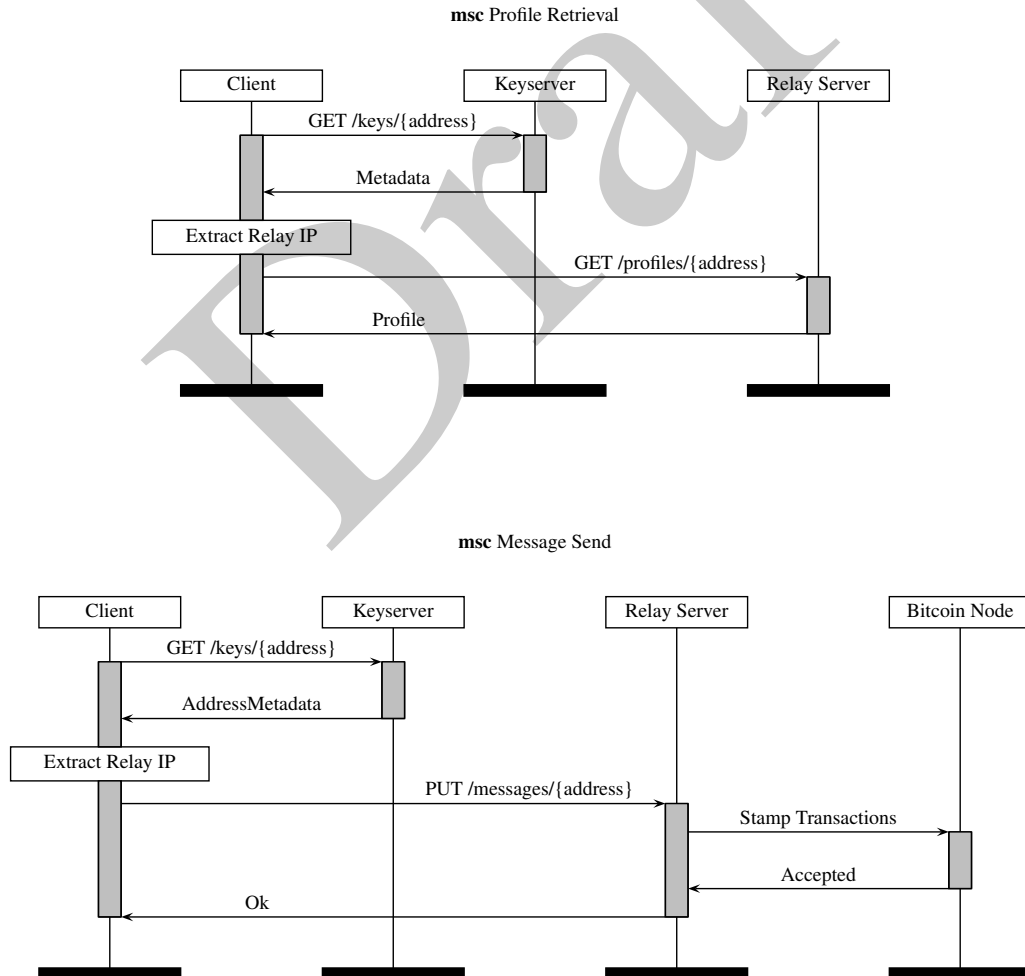 msc Profile Retrieval
Client Keyserver Relay Server
GET /keys/{address}
Metadata
Extract Relay IP
GET /profiles/{address}
Profile
msc Message Send
Client Keyserver Relay Server Bitcoin Node
GET /keys/{address}
AddressMetadata
Extract Relay IP
PUT /messages/{address}
Stamp Transactions
Accepted
Ok